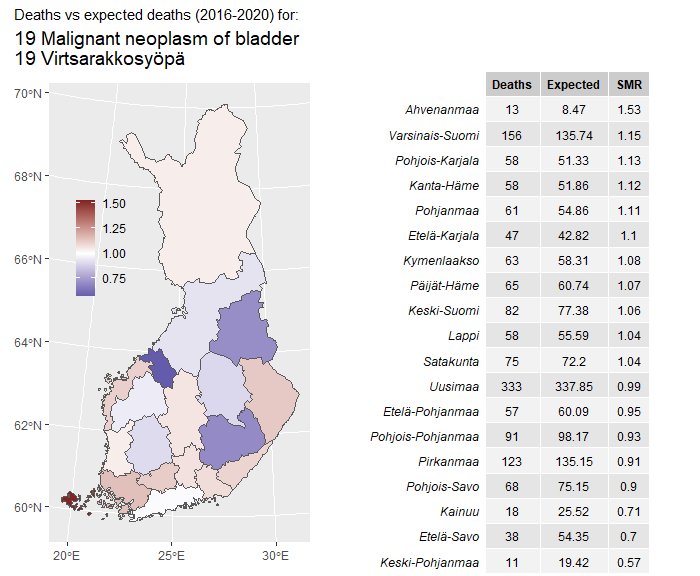 Deaths vs expected deaths (2016-2020) for:
19 Malignant neoplasm of bladder
19 Virtsarakkosyöpä
70°N
68°N
66°N
64°N
62°N
60°N
20°E 25°E 30°E
1.50
1.25
1.00
0.75
Deaths Expected SMR
Ahvenanmaa 13 8.47 1.53
Varsinais-Suomi 156 135.74 1.15
Pohjois-Karjala 58 51.33 1.13
Kanta-Häme 58 51.86 1.12
Pohjanmaa 61 54.86 1.11
Etelä-Karjala 47 42.82 1.1
Kymenlaakso 63 58.31 1.08
Päijät-Häme 65 60.74 1.07
Keski-Suomi 82 77.38 1.06
Lappi 58 55.59 1.04
Satakunta 75 72.2 1.04
Uusimaa 333 337.85 0.99
Etelä-Pohjanmaa 57 60.09 0.95
Pohjois-Pohjanmaa 91 98.17 0.93
Pirkanmaa 123 135.15 0.91
Pohjois-Savo 68 75.15 0.9
Kainuu 18 25.52 0.71
Etelä-Savo 38 54.35 0.7
Keski-Pohjanmaa 11 19.42 0.57